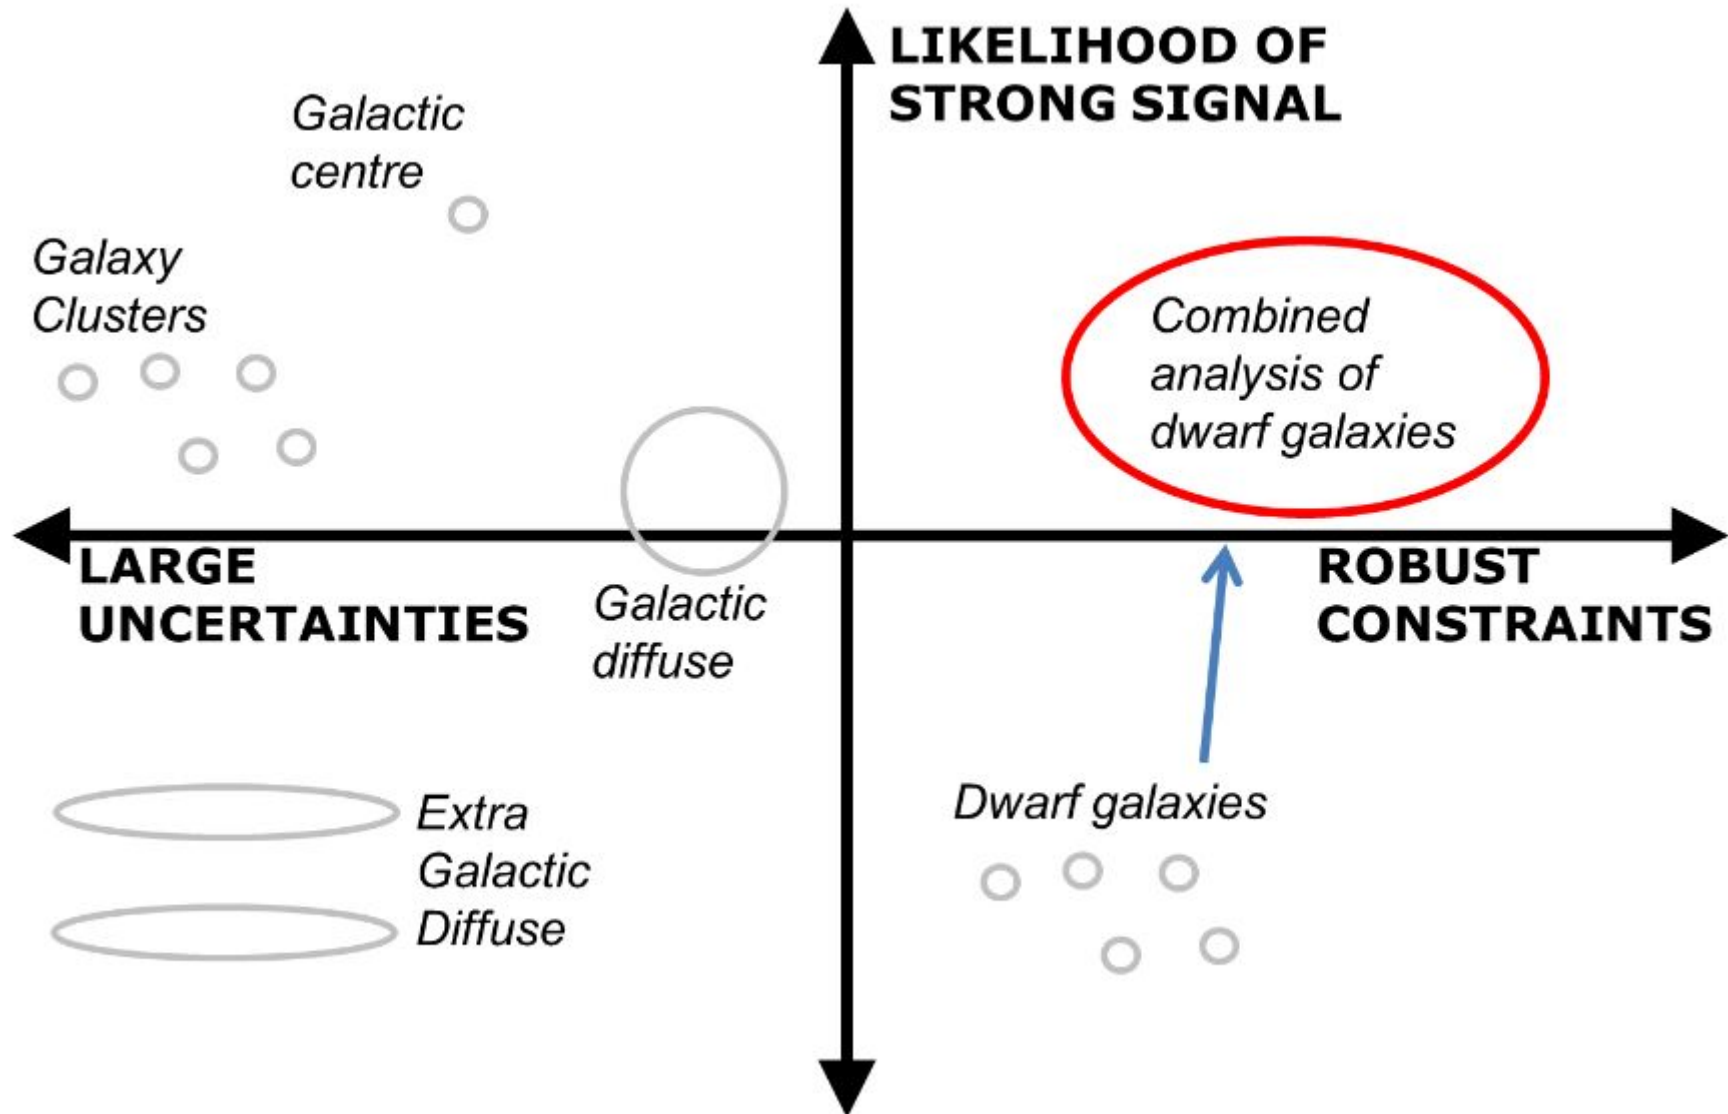 LIKELIHOOD OF
STRONG SIGNAL
Galactic
centre
Galaxy
Clusters
Combined
analysis of
dwarf galaxies
LARGE
UNCERTAINTIES
ROBUST
CONSTRAINTS
Galactic
diffuse
Extra
Galactic
Diffuse
Dwarf galaxies